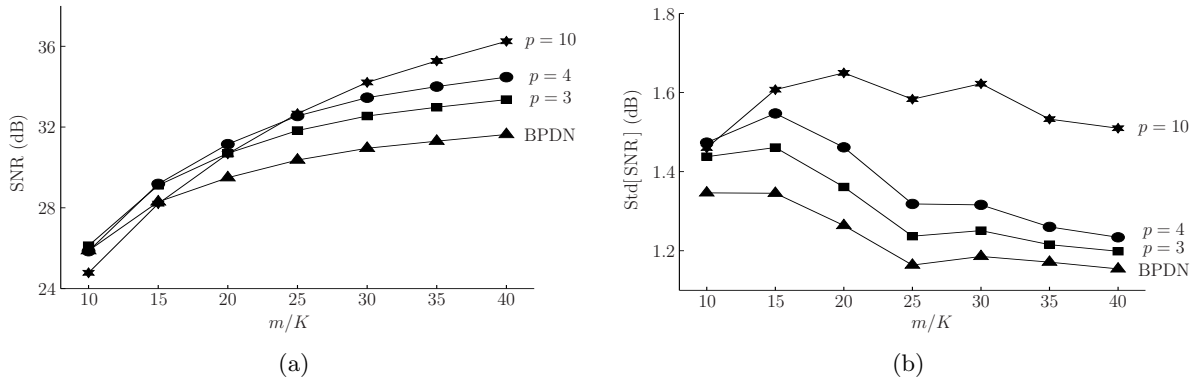 SNR (dB)
36
32
28
24
p = 10
p = 4
p = 3
BPDN
10 15 20 25 30 35 40
m/K
(a)
Std[SNR] (dB)
1.8
1.6
1.4
1.2
p = 10
p = 4
p = 3
BPDN
10 15 20 25 30 35 40
m/K
(b)